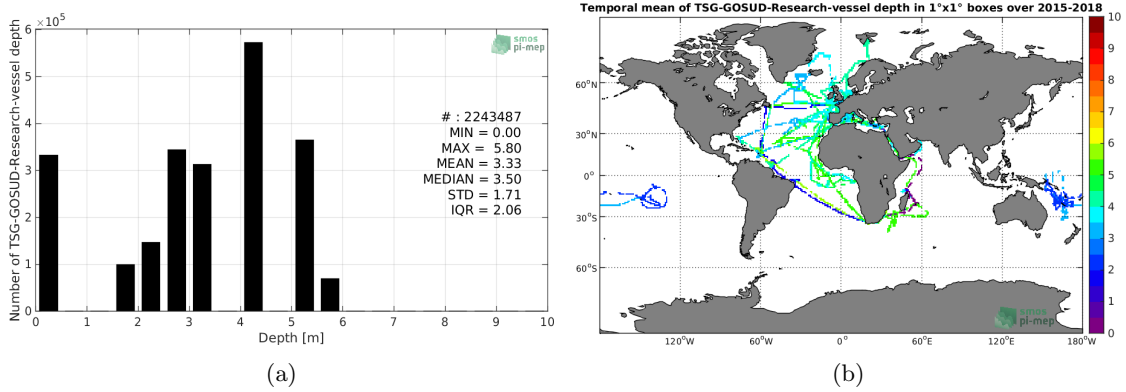 ×10⁵
6
5
4
3
2
1
0
Number of TSG-GOSUD-Research-vessel depth
smos
pi-mep
# : 2243487
MIN = 0.00
MAX = 5.80
MEAN = 3.33
MEDIAN = 3.50
STD = 1.71
IQR = 2.06
0 1 2 3 4 5 6 7 8 9 10
Depth [m]
(a)
Temporal mean of TSG-GOSUD-Research-vessel depth in 1°x1° boxes over 2015-2018
60°N
30°N
0°
30°S
60°S
120°W 60°W 0° 60°E 120°E 180°W
smos
pi-mep
10
9
8
7
6
5
4
3
2
1
0
(b)